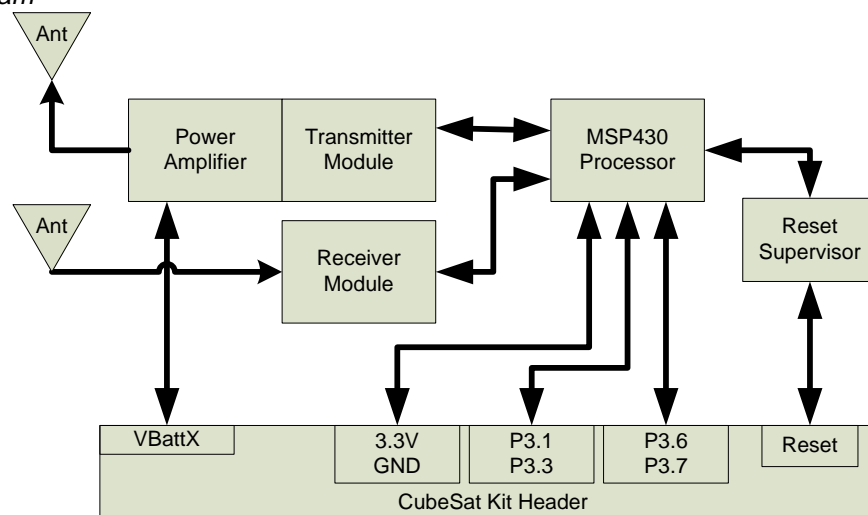 Ant
Power
Amplifier
Transmitter
Module
MSP430
Processor
Ant
Receiver
Module
Reset
Supervisor
VBattX
3.3V
GND
P3.1
P3.3
P3.6
P3.7
Reset
CubeSat Kit Header